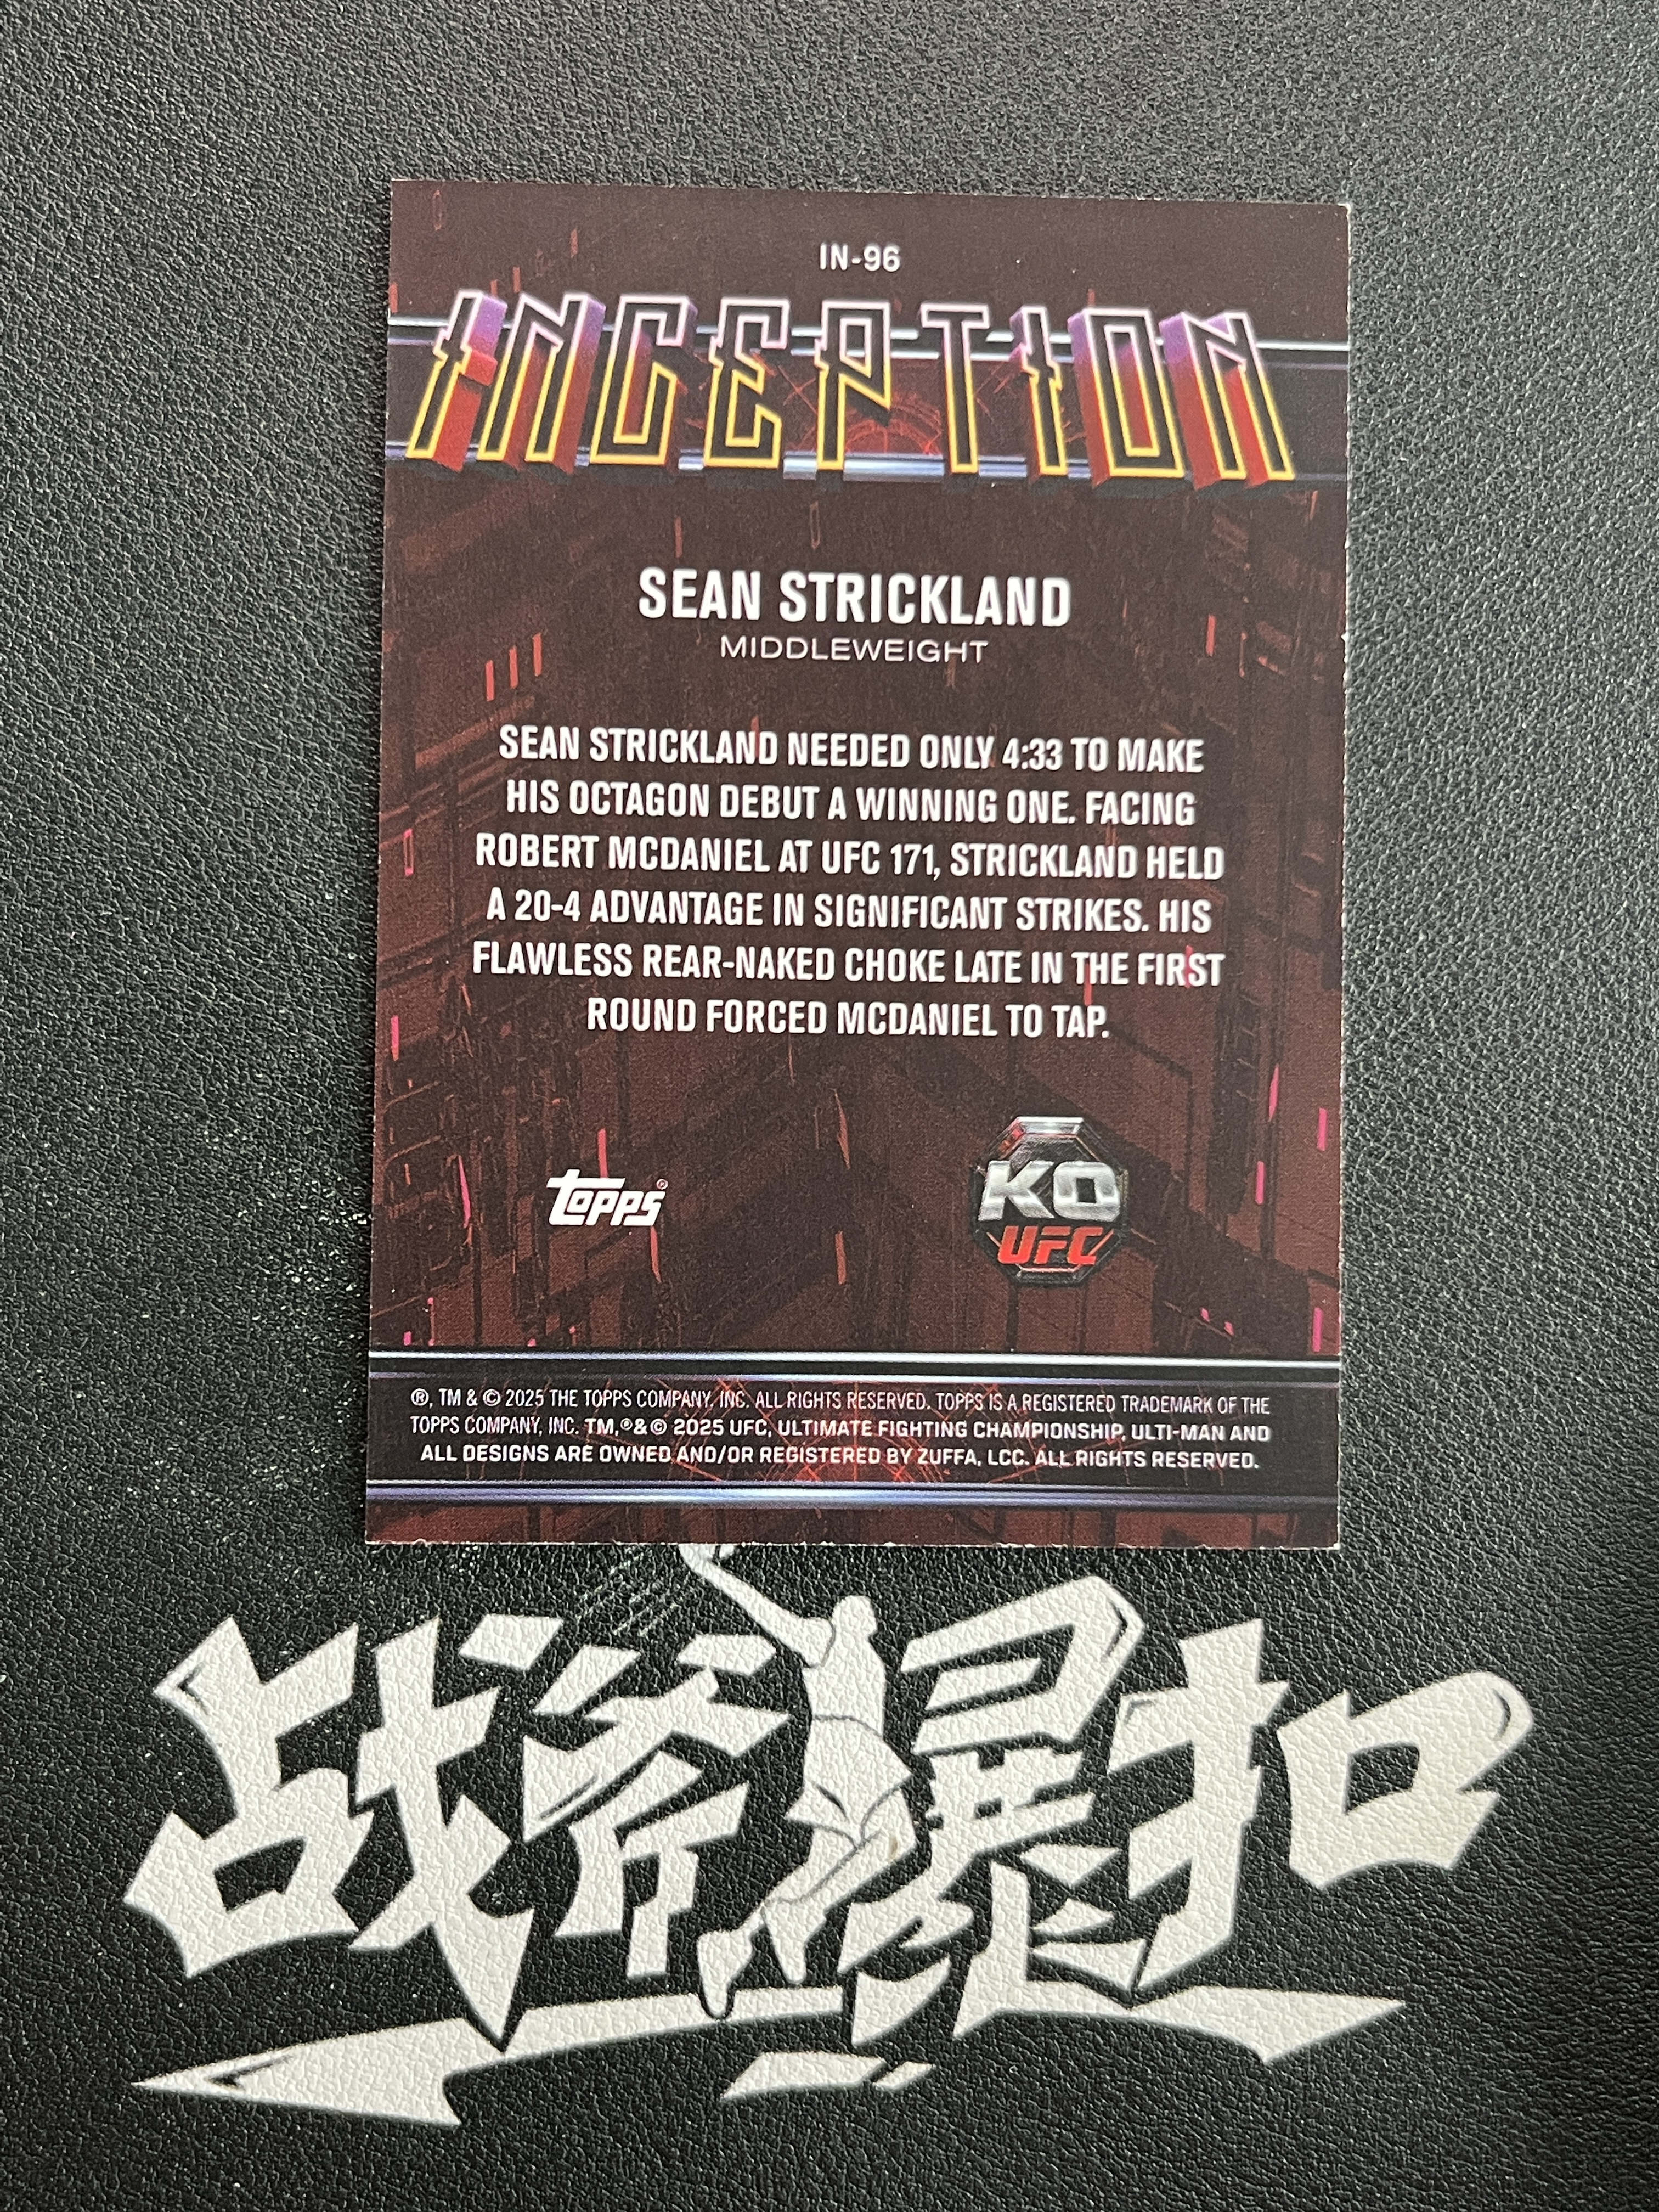 IN-96
INCEPTION
SEAN STRICKLAND
MIDDLEWEIGHT
SEAN STRICKLAND NEEDED ONLY 4:33 TO MAKE
HIS OCTAGON DEBUT A WINNING ONE. FACING
ROBERT MCDANIEL AT UFC 171, STRICKLAND HELD
A 20-4 ADVANTAGE IN SIGNIFICANT STRIKES. HIS
FLAWLESS REAR-NAKED CHOKE LATE IN THE FIRST
ROUND FORCED MCDANIEL TO TAP.
TOPPS®
KO
UFC
®, TM & © 2025 THE TOPPS COMPANY, INC. ALL RIGHTS RESERVED. TOPPS IS A REGISTERED TRADEMARK OF THE
TOPPS COMPANY, INC. TM,®&© 2025 UFC, ULTIMATE FIGHTING CHAMPIONSHIP, ULTI-MAN AND
ALL DESIGNS ARE OWNED AND/OR REGISTERED BY ZUFFA, LCC. ALL RIGHTS RESERVED.
战斧爆扣